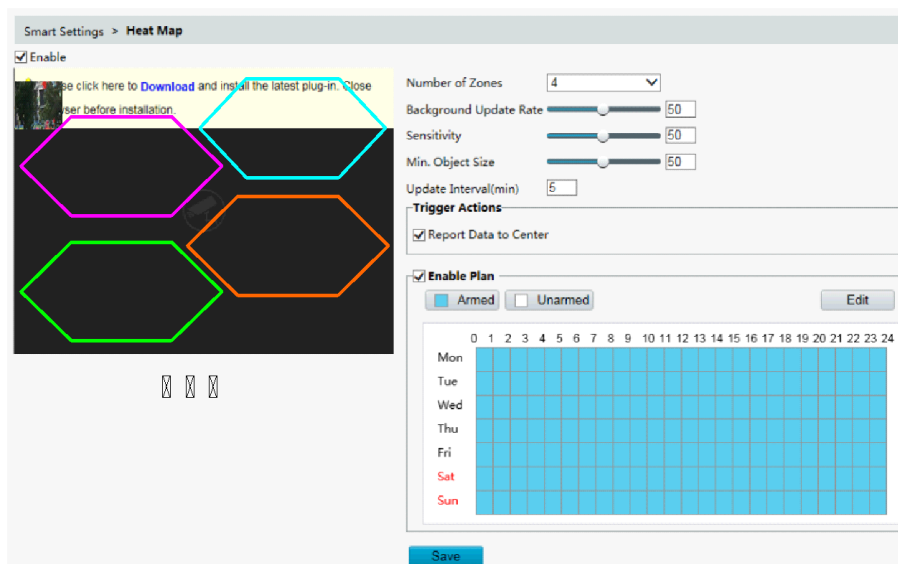 Smart Settings > Heat Map
Enable
se click here to Download and install the latest plug-in. Close
ser before installation.
Number of Zones 4
Background Update Rate 50
Sensitivity 50
Min. Object Size 50
Update Interval(min) 5
Trigger Actions
Report Data to Center
Enable Plan
Armed Unarmed Edit
0 1 2 3 4 5 6 7 8 9 10 11 12 13 14 15 16 17 18 19 20 21 22 23 24
Mon
Tue
Wed
Thu
Fri
Sat
Sun
Save